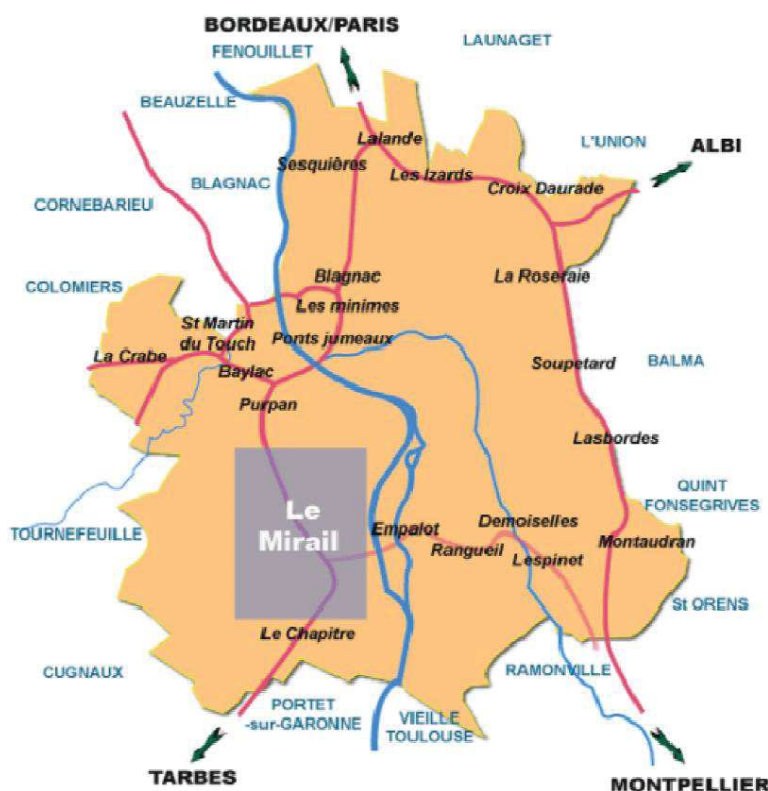 BORDEAUX/PARIS
LAUNAGET
FENOUILLET
BEAUZELLE
Lalande
L'UNION
ALBI
Sesquières
Les Izards
BLAGNAC
Croix Daurade
CORNEBARIEU
Blagnac
La Roseraie
COLOMIERS
Les minimes
St Martin
du Touch
Ponts jumeaux
La Crabe
Soupetard
BALMA
Baylac
Purpan
Lasbordes
QUINT
FONSEGRIVES
Le
Mirail
TOURNEFEUILLE
Empalot
Demoiselles
Rangueil
Lespinet
Montaudran
St ORENS
Le Chapitre
CUGNAUX
RAMONVILLE
PORTET
-sur-GARONNE
VIEILLE
TOULOUSE
TARBES
MONTPELLIER